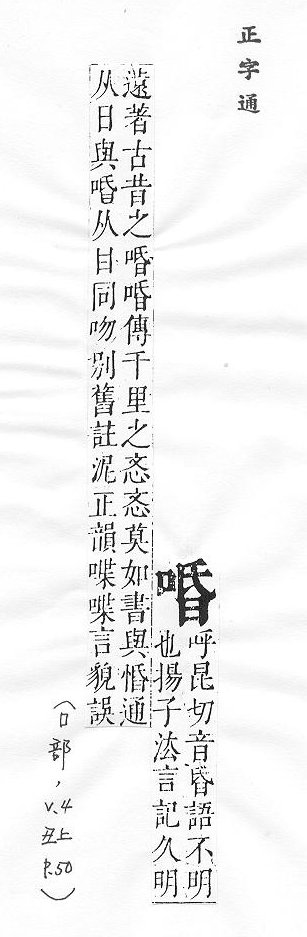 正字通
㖧
呼昆切音昏語不明
也揚子法言記久明
遠著古昔之㖧㖧傳千里之忞忞莫如書與惛通
从日與㖧从甘同吻別舊註泥正韻喋喋言貌誤
(口部,
v.4
丑上
P.50)